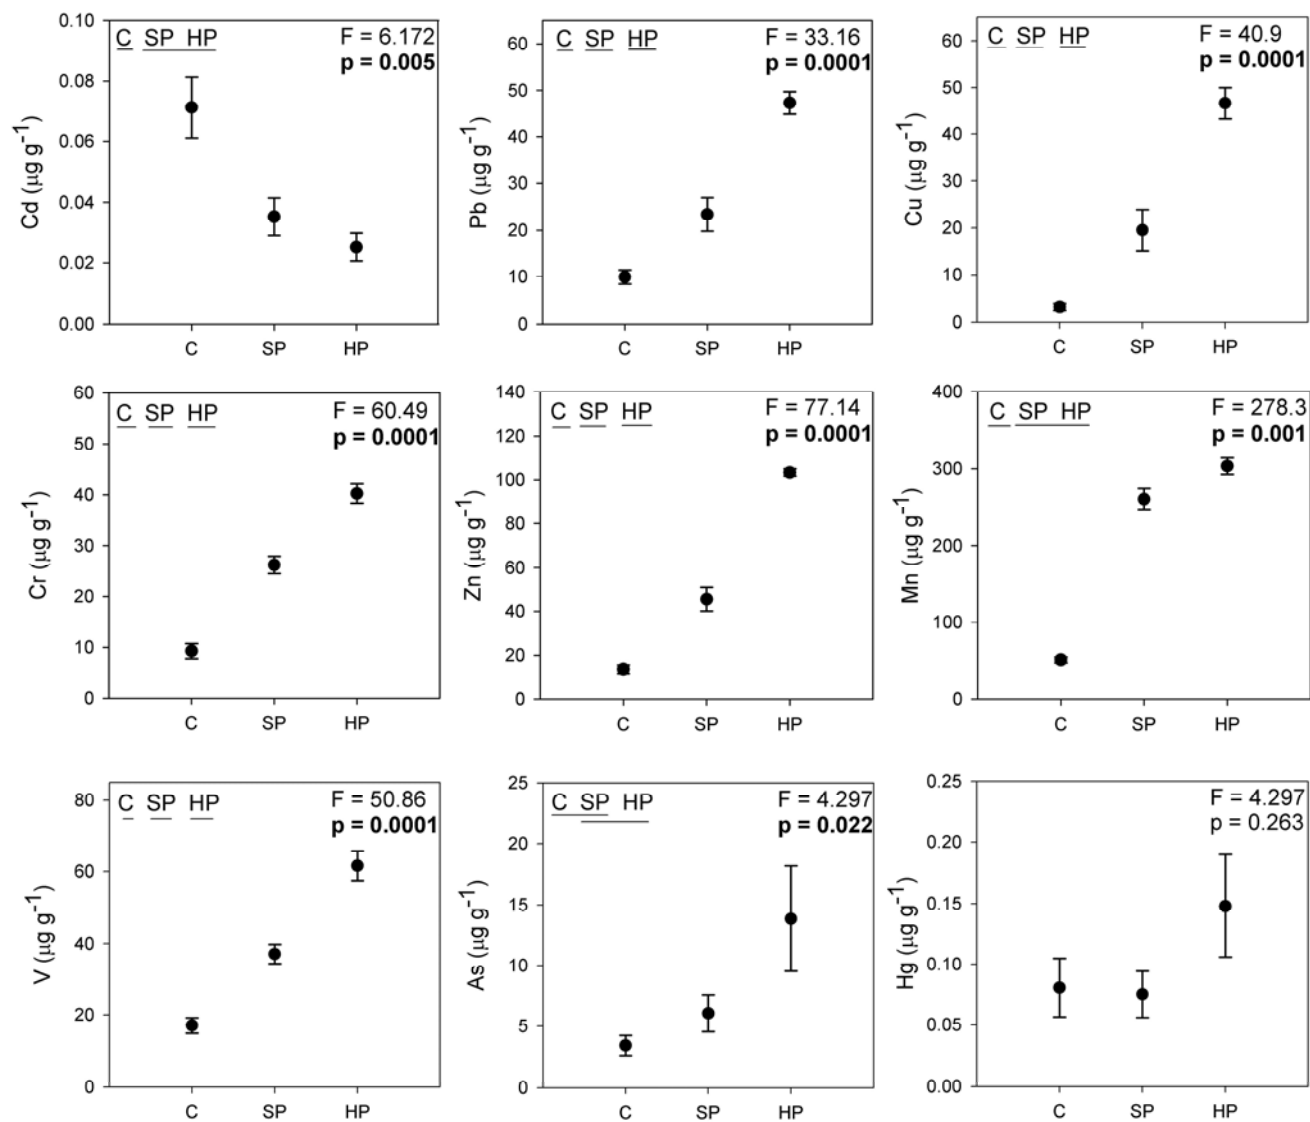 C SP HP
F = 6.172
p = 0.005
0.10
0.08
0.06
0.04
0.02
0.00
Cd (µg g⁻¹)
C SP HP
C SP HP
F = 33.16
p = 0.0001
60
50
40
30
20
10
0
Pb (µg g⁻¹)
C SP HP
C SP HP
F = 40.9
p = 0.0001
60
50
40
30
20
10
0
Cu (µg g⁻¹)
C SP HP
C SP HP
F = 60.49
p = 0.0001
60
50
40
30
20
10
0
Cr (µg g⁻¹)
C SP HP
C SP HP
F = 77.14
p = 0.0001
140
120
100
80
60
40
20
0
Zn (µg g⁻¹)
C SP HP
C SP HP
F = 278.3
p = 0.001
400
300
200
100
0
Mn (µg g⁻¹)
C SP HP
C SP HP
F = 50.86
p = 0.0001
80
60
40
20
0
V (µg g⁻¹)
C SP HP
C SP HP
F = 4.297
p = 0.022
25
20
15
10
5
0
As (µg g⁻¹)
C SP HP
F = 4.297
p = 0.263
0.25
0.20
0.15
0.10
0.05
0.00
Hg (µg g⁻¹)
C SP HP